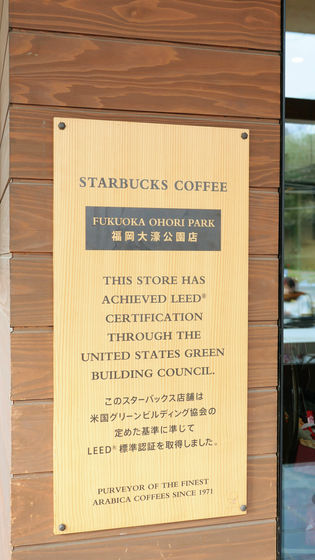 STARBUCKS COFFEE
FUKUOKA OHORI PARK
福岡大濠公園店
THIS STORE HAS
ACHIEVED LEED®
CERTIFICATION
THROUGH THE
UNITED STATES GREEN
BUILDING COUNCIL.
このスターバックス店舗は
米国グリーンビルディング協会の
定めた基準に準じて
LEED® 標準認証を取得しました。
PURVEYOR OF THE FINEST
ARABICA COFFEES SINCE 1971